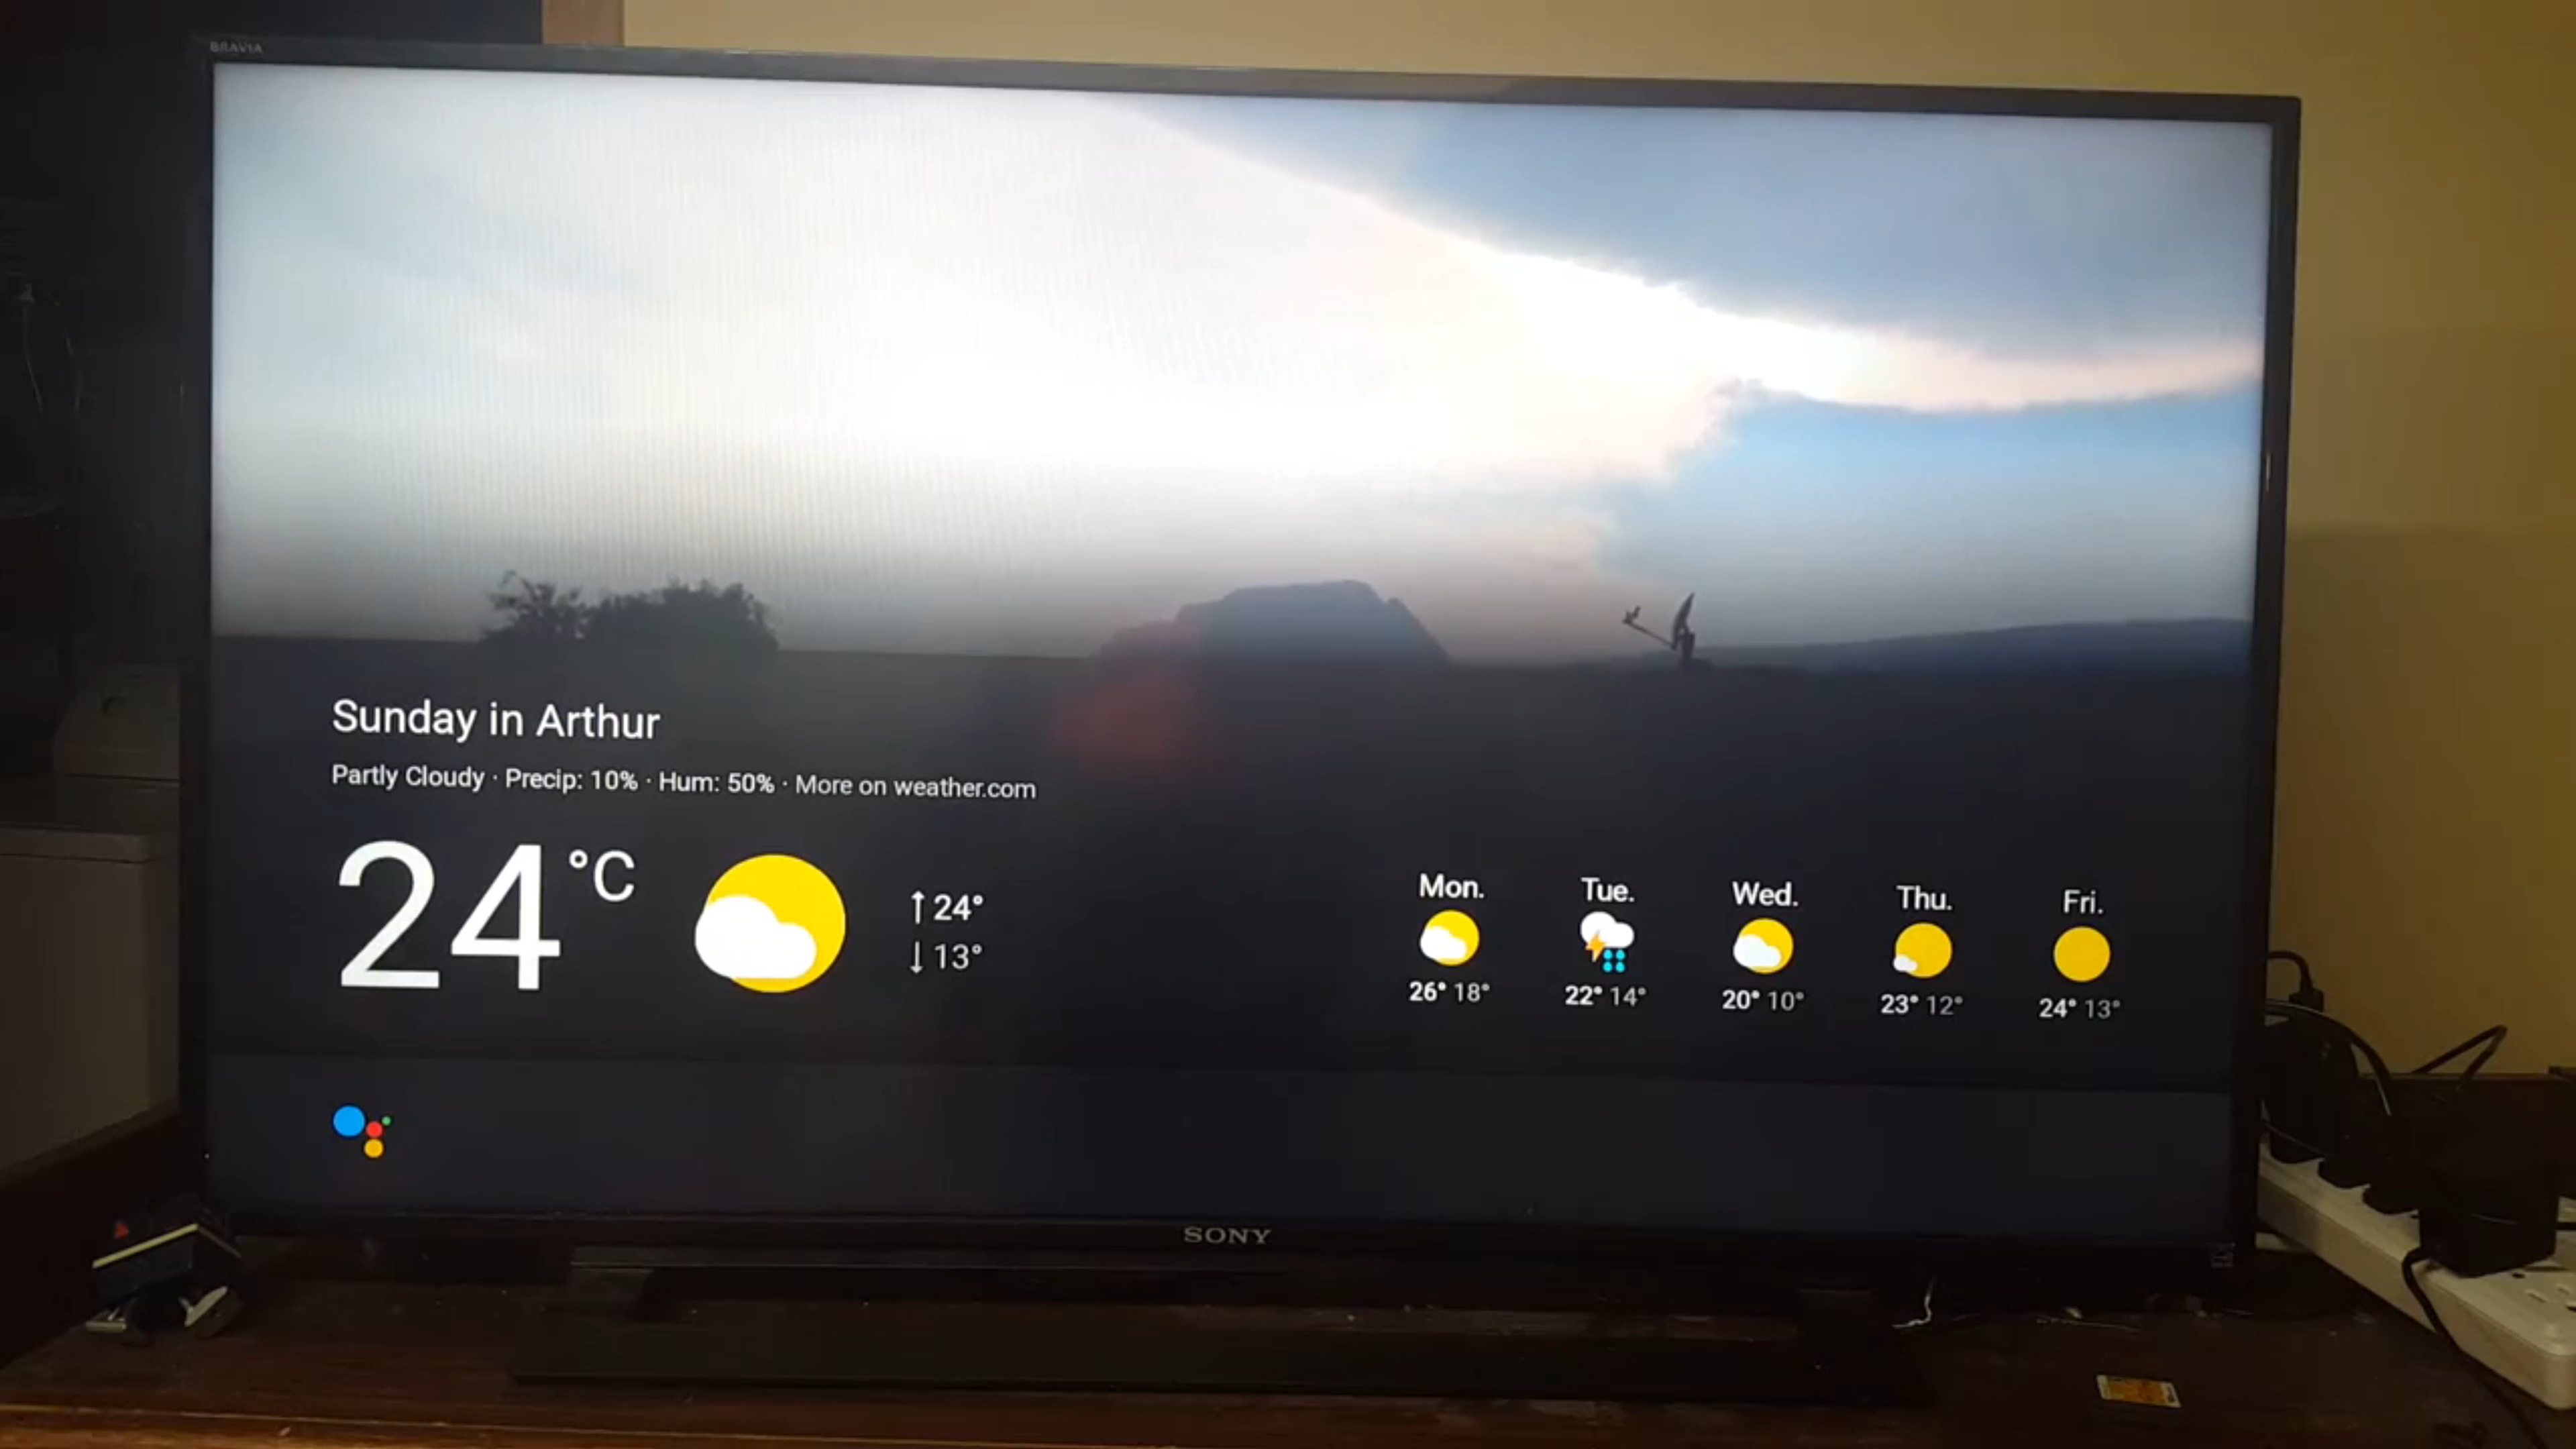 BRAVIA
Sunday in Arthur
Partly Cloudy · Precip: 10% · Hum: 50% · More on weather.com
24°C
↑24°
↓13°
Mon. Tue. Wed. Thu. Fri.
26° 18° 22° 14° 20° 10° 23° 12° 24° 13°
SONY